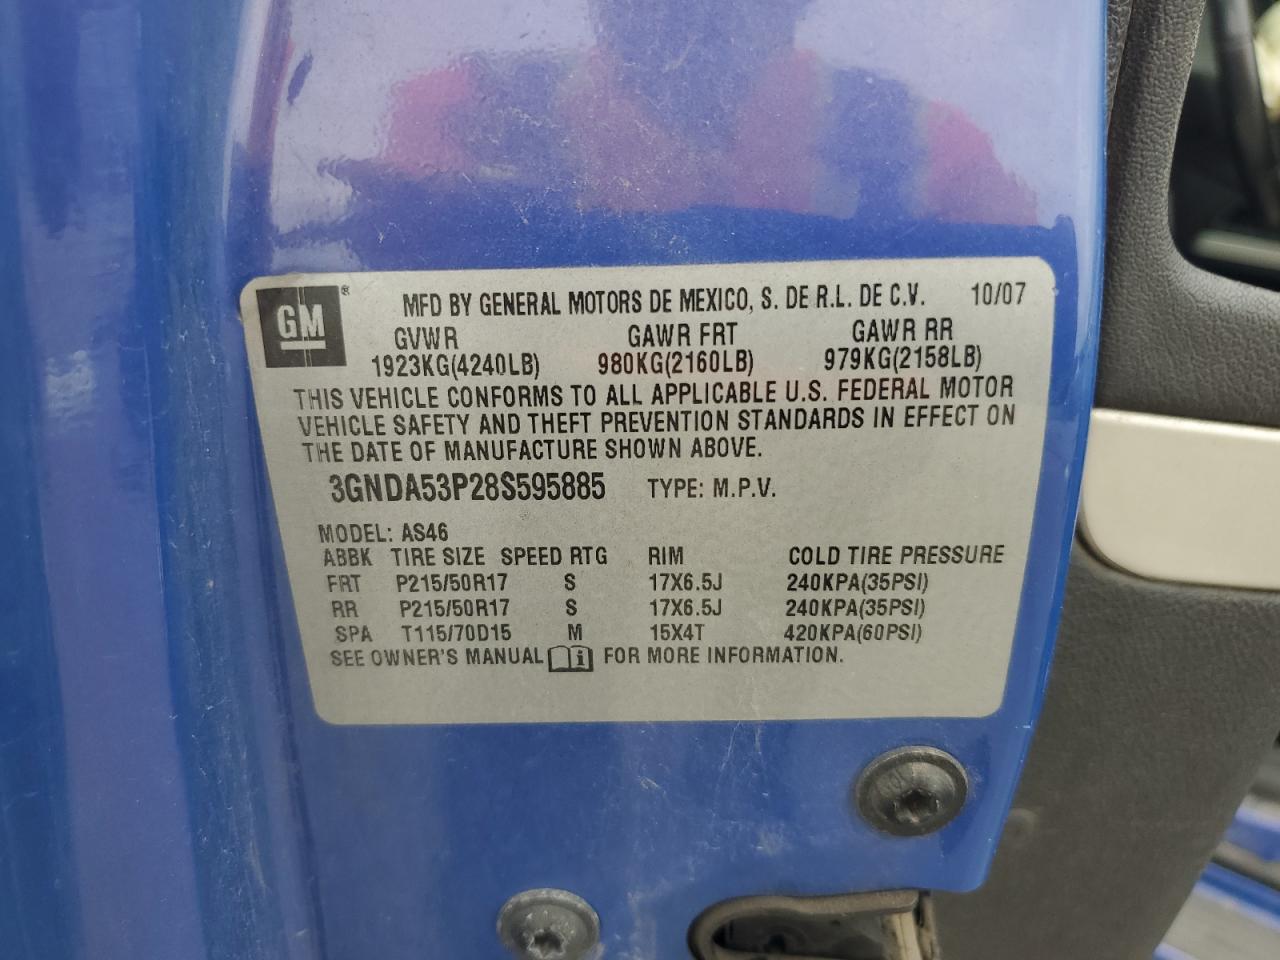 GM® MFD BY GENERAL MOTORS DE MEXICO, S. DE R.L. DE C.V. 10/07
GVWR GAWR FRT GAWR RR
1923KG(4240LB) 980KG(2160LB) 979KG(2158LB)
THIS VEHICLE CONFORMS TO ALL APPLICABLE U.S. FEDERAL MOTOR
VEHICLE SAFETY AND THEFT PREVENTION STANDARDS IN EFFECT ON
THE DATE OF MANUFACTURE SHOWN ABOVE.
3GNDA53P28S595885 TYPE: M.P.V.
MODEL: AS46
ABBK TIRE SIZE SPEED RTG RIM COLD TIRE PRESSURE
FRT P215/50R17 S 17X6.5J 240KPA(35PSI)
RR P215/50R17 S 17X6.5J 240KPA(35PSI)
SPA T115/70D15 M 15X4T 420KPA(60PSI)
SEE OWNER'S MANUAL FOR MORE INFORMATION.